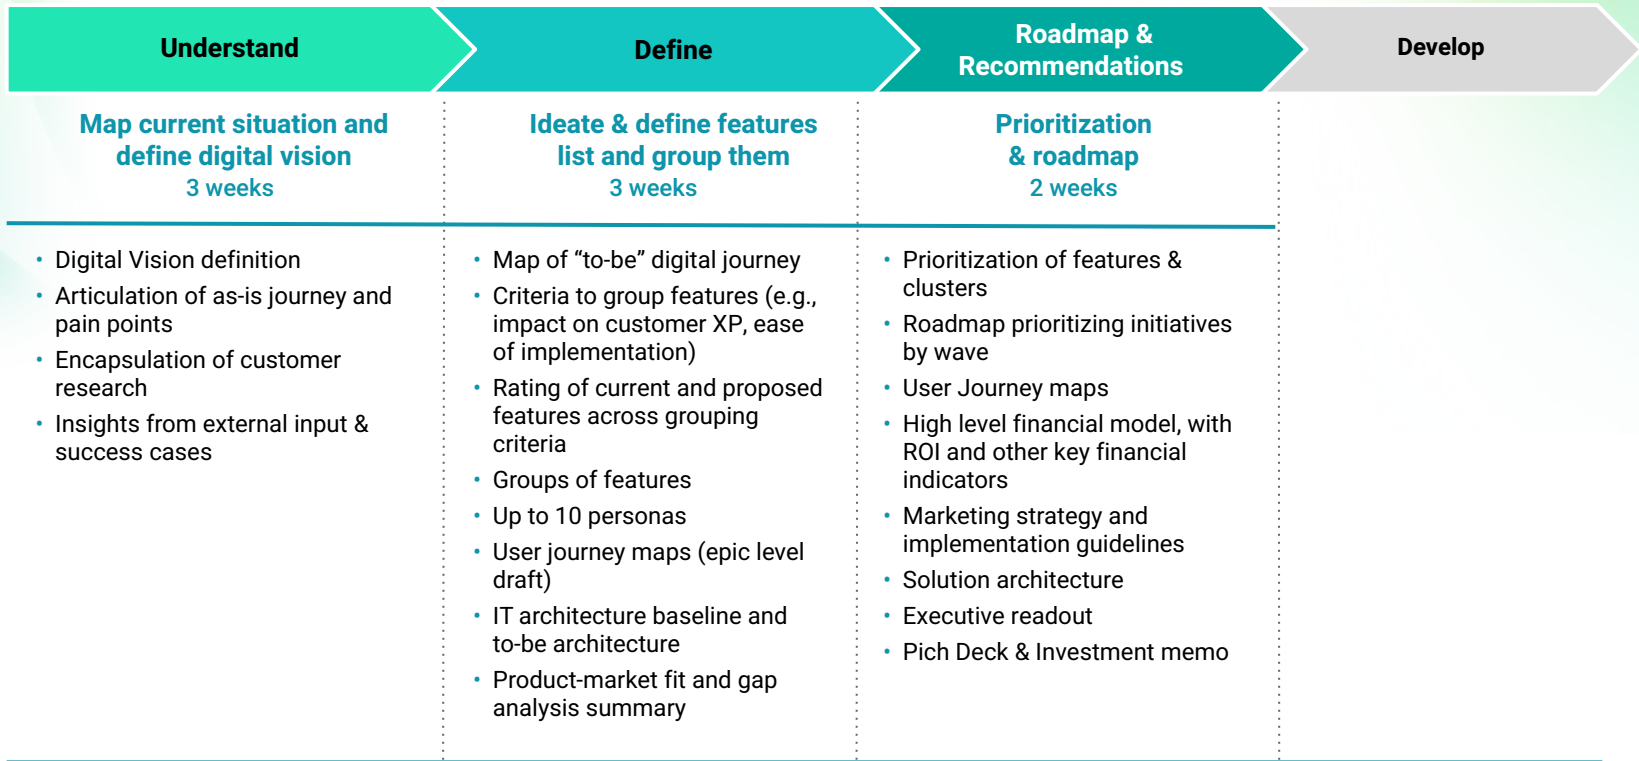 Understand
Define
Roadmap &
Recommendations
Develop
Map current situation and
define digital vision
3 weeks
Ideate & define features
list and group them
3 weeks
Prioritization
& roadmap
2 weeks
• Digital Vision definition
• Articulation of as-is journey and
pain points
• Encapsulation of customer
research
• Insights from external input &
success cases
• Map of “to-be” digital journey
• Criteria to group features (e.g.,
impact on customer XP, ease
of implementation)
• Rating of current and proposed
features across grouping
criteria
• Groups of features
• Up to 10 personas
• User journey maps (epic level
draft)
• IT architecture baseline and
to-be architecture
• Product-market fit and gap
analysis summary
• Prioritization of features &
clusters
• Roadmap prioritizing initiatives
by wave
• User Journey maps
• High level financial model, with
ROI and other key financial
indicators
• Marketing strategy and
implementation guidelines
• Solution architecture
• Executive readout
• Pich Deck & Investment memo